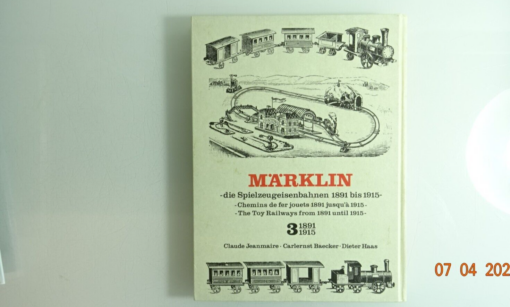 MÄRKLIN
-die Spielzeugeisenbahnen 1891 bis 1915-
-Chemins de fer jouets 1891 jusqu'à 1915-
-The Toy Railways from 1891 until 1915-
3 1891
1915
Claude Jeanmaire · Carlernst Baecker · Dieter Haas
07 04 202